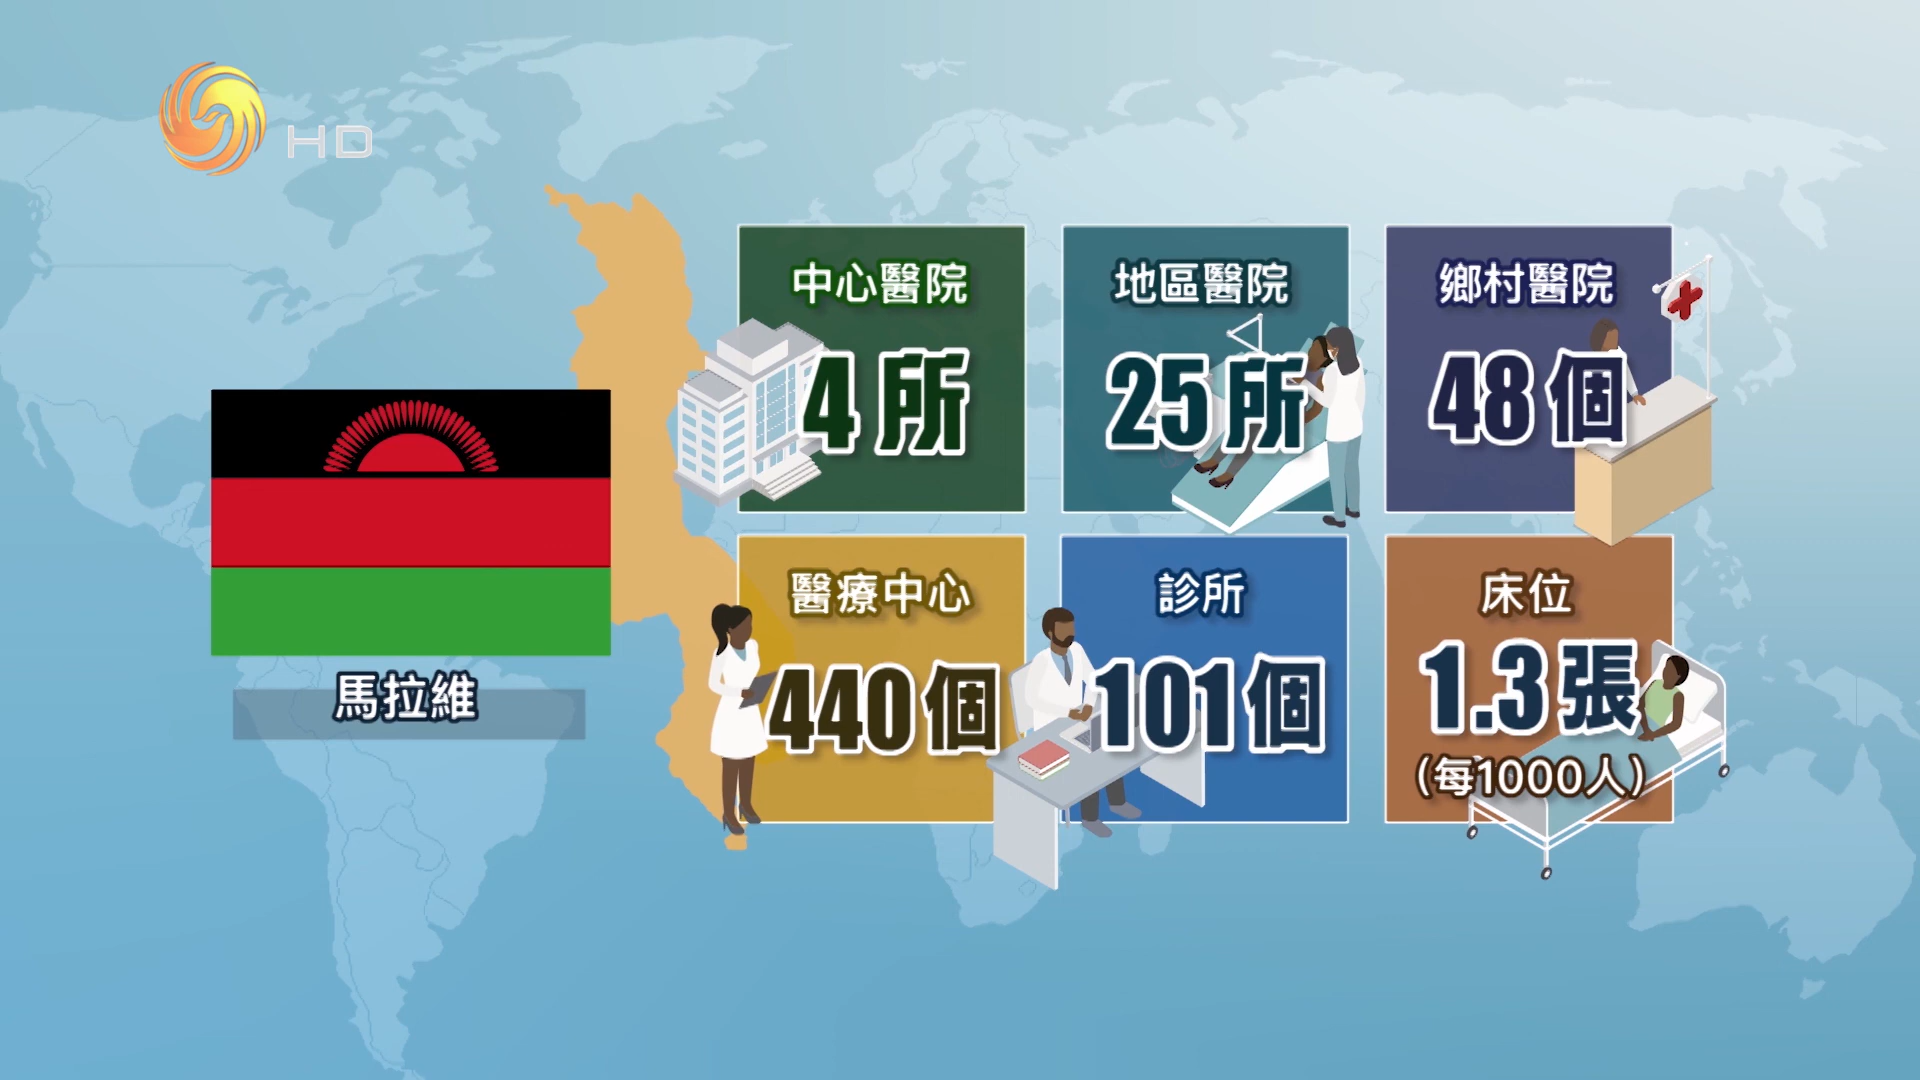 HD
馬拉維
中心醫院
4所
地區醫院
25所
鄉村醫院
48個
醫療中心
440個
診所
101個
床位
1.3張
(每1000人)